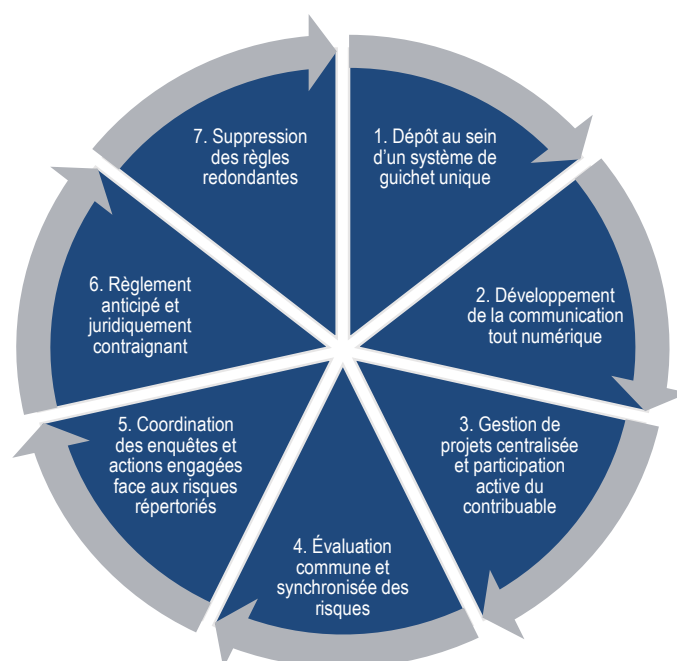 1. Dépôt au sein
d'un système de
guichet unique
2. Développement
de la communication
tout numérique
3. Gestion de
projets centralisée
et participation
active du
contribuable
4. Évaluation
commune et
synchronisée des
risques
5. Coordination
des enquêtes et
actions engagées
face aux risques
répertoriés
6. Règlement
anticipé et
juridiquement
contraignant
7. Suppression
des règles
redondantes